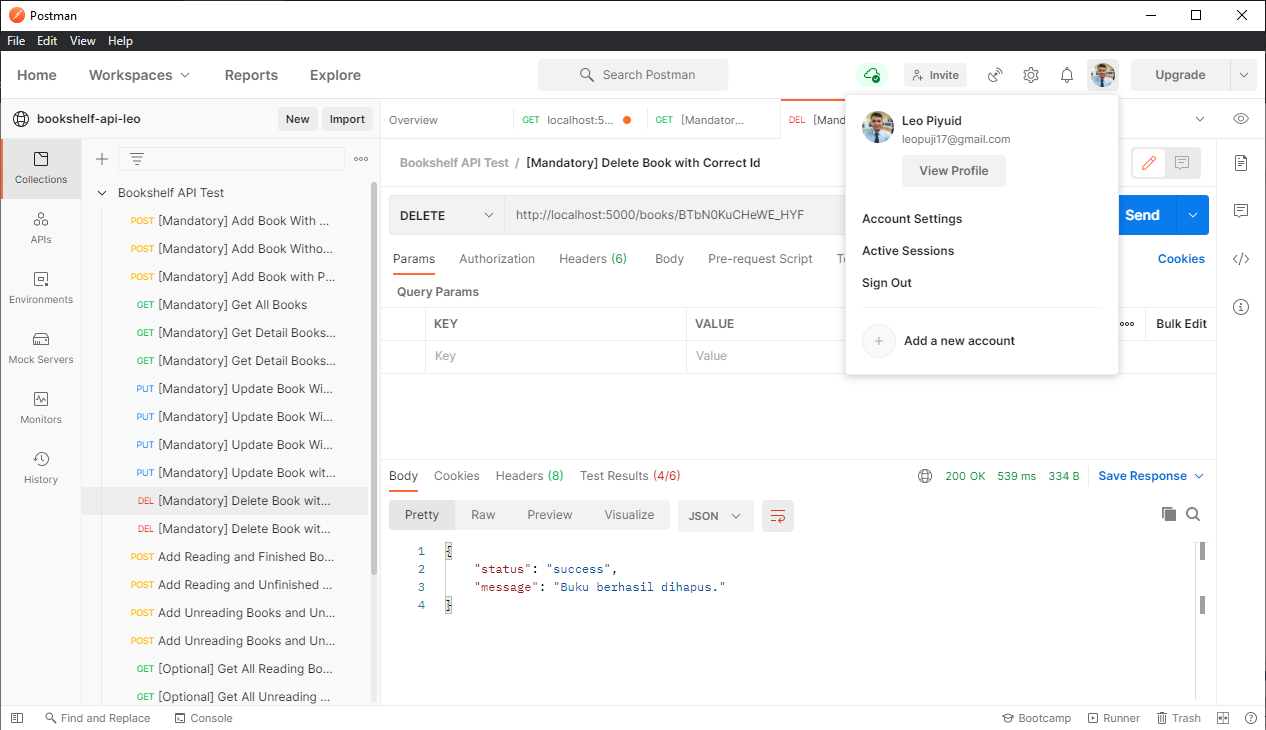 Postman
File Edit View Help
Home Workspaces Reports Explore Search Postman Invite Upgrade
bookshelf-api-leo New Import
Overview GET localhost:5... GET [Mandator... DEL [Mand
Leo Piyuid
leopuji17@gmail.com
View Profile
Account Settings
Active Sessions
Sign Out
Add a new account
Collections
APIs
Environments
Mock Servers
Monitors
History
Bookshelf API Test
POST [Mandatory] Add Book With ...
POST [Mandatory] Add Book Witho...
POST [Mandatory] Add Book with P...
GET [Mandatory] Get All Books
GET [Mandatory] Get Detail Books...
GET [Mandatory] Get Detail Books...
PUT [Mandatory] Update Book Wi...
PUT [Mandatory] Update Book Wi...
PUT [Mandatory] Update Book Wi...
PUT [Mandatory] Update Book wit...
DEL [Mandatory] Delete Book wit...
DEL [Mandatory] Delete Book wit...
POST Add Reading and Finished Bo...
POST Add Reading and Unfinished ...
POST Add Unreading Books and Un...
POST Add Unreading Books and Un...
GET [Optional] Get All Reading Bo...
GET [Optional] Get All Unreading ...
Bookshelf API Test / [Mandatory] Delete Book with Correct Id
DELETE http://localhost:5000/books/BTbN0KuCHeWE_HYF Send
Params Authorization Headers (6) Body Pre-request Script Cookies
Query Params
KEY VALUE Bulk Edit
Key Value
Body Cookies Headers (8) Test Results (4/6) 200 OK 539 ms 334 B Save Response
Pretty Raw Preview Visualize JSON
1 {
2 "status": "success",
3 "message": "Buku berhasil dihapus."
4 }
Find and Replace Console Bootcamp Runner Trash